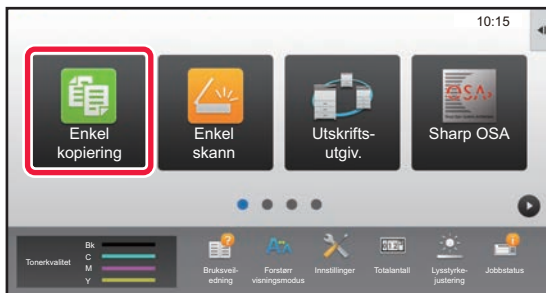 10:15
Enkel
kopiering
Enkel
skann
Utskrifts-
utgiv.
Sharp OSA
OSA
Tonerkvalitet
Bk
C
M
Y
Bruksveil-
edning
Forstørr
visningsmodus
Innstillinger
Totalantall
Lysstyrke-
justering
Jobbstatus